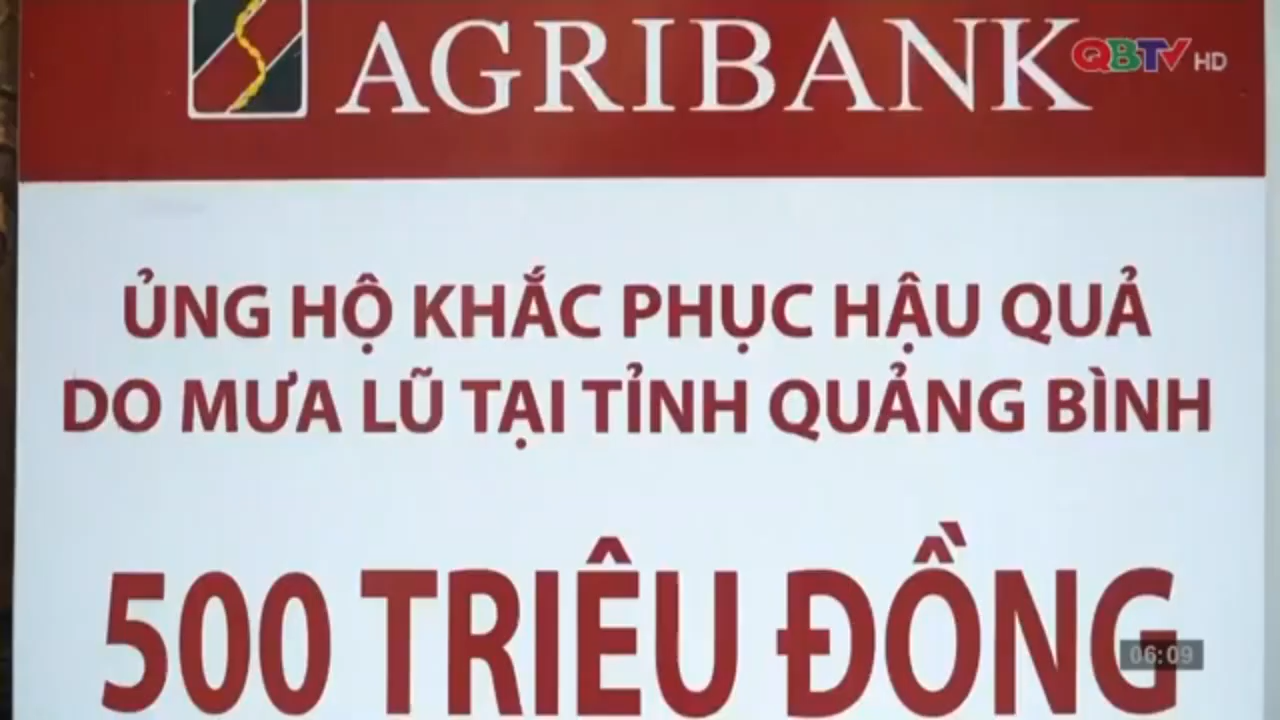 AGRIBANK
QBTV HD
ỦNG HỘ KHẮC PHỤC HẬU QUẢ
DO MƯA LŨ TẠI TỈNH QUẢNG BÌNH
500 TRIÊU ĐỒNG
06:09